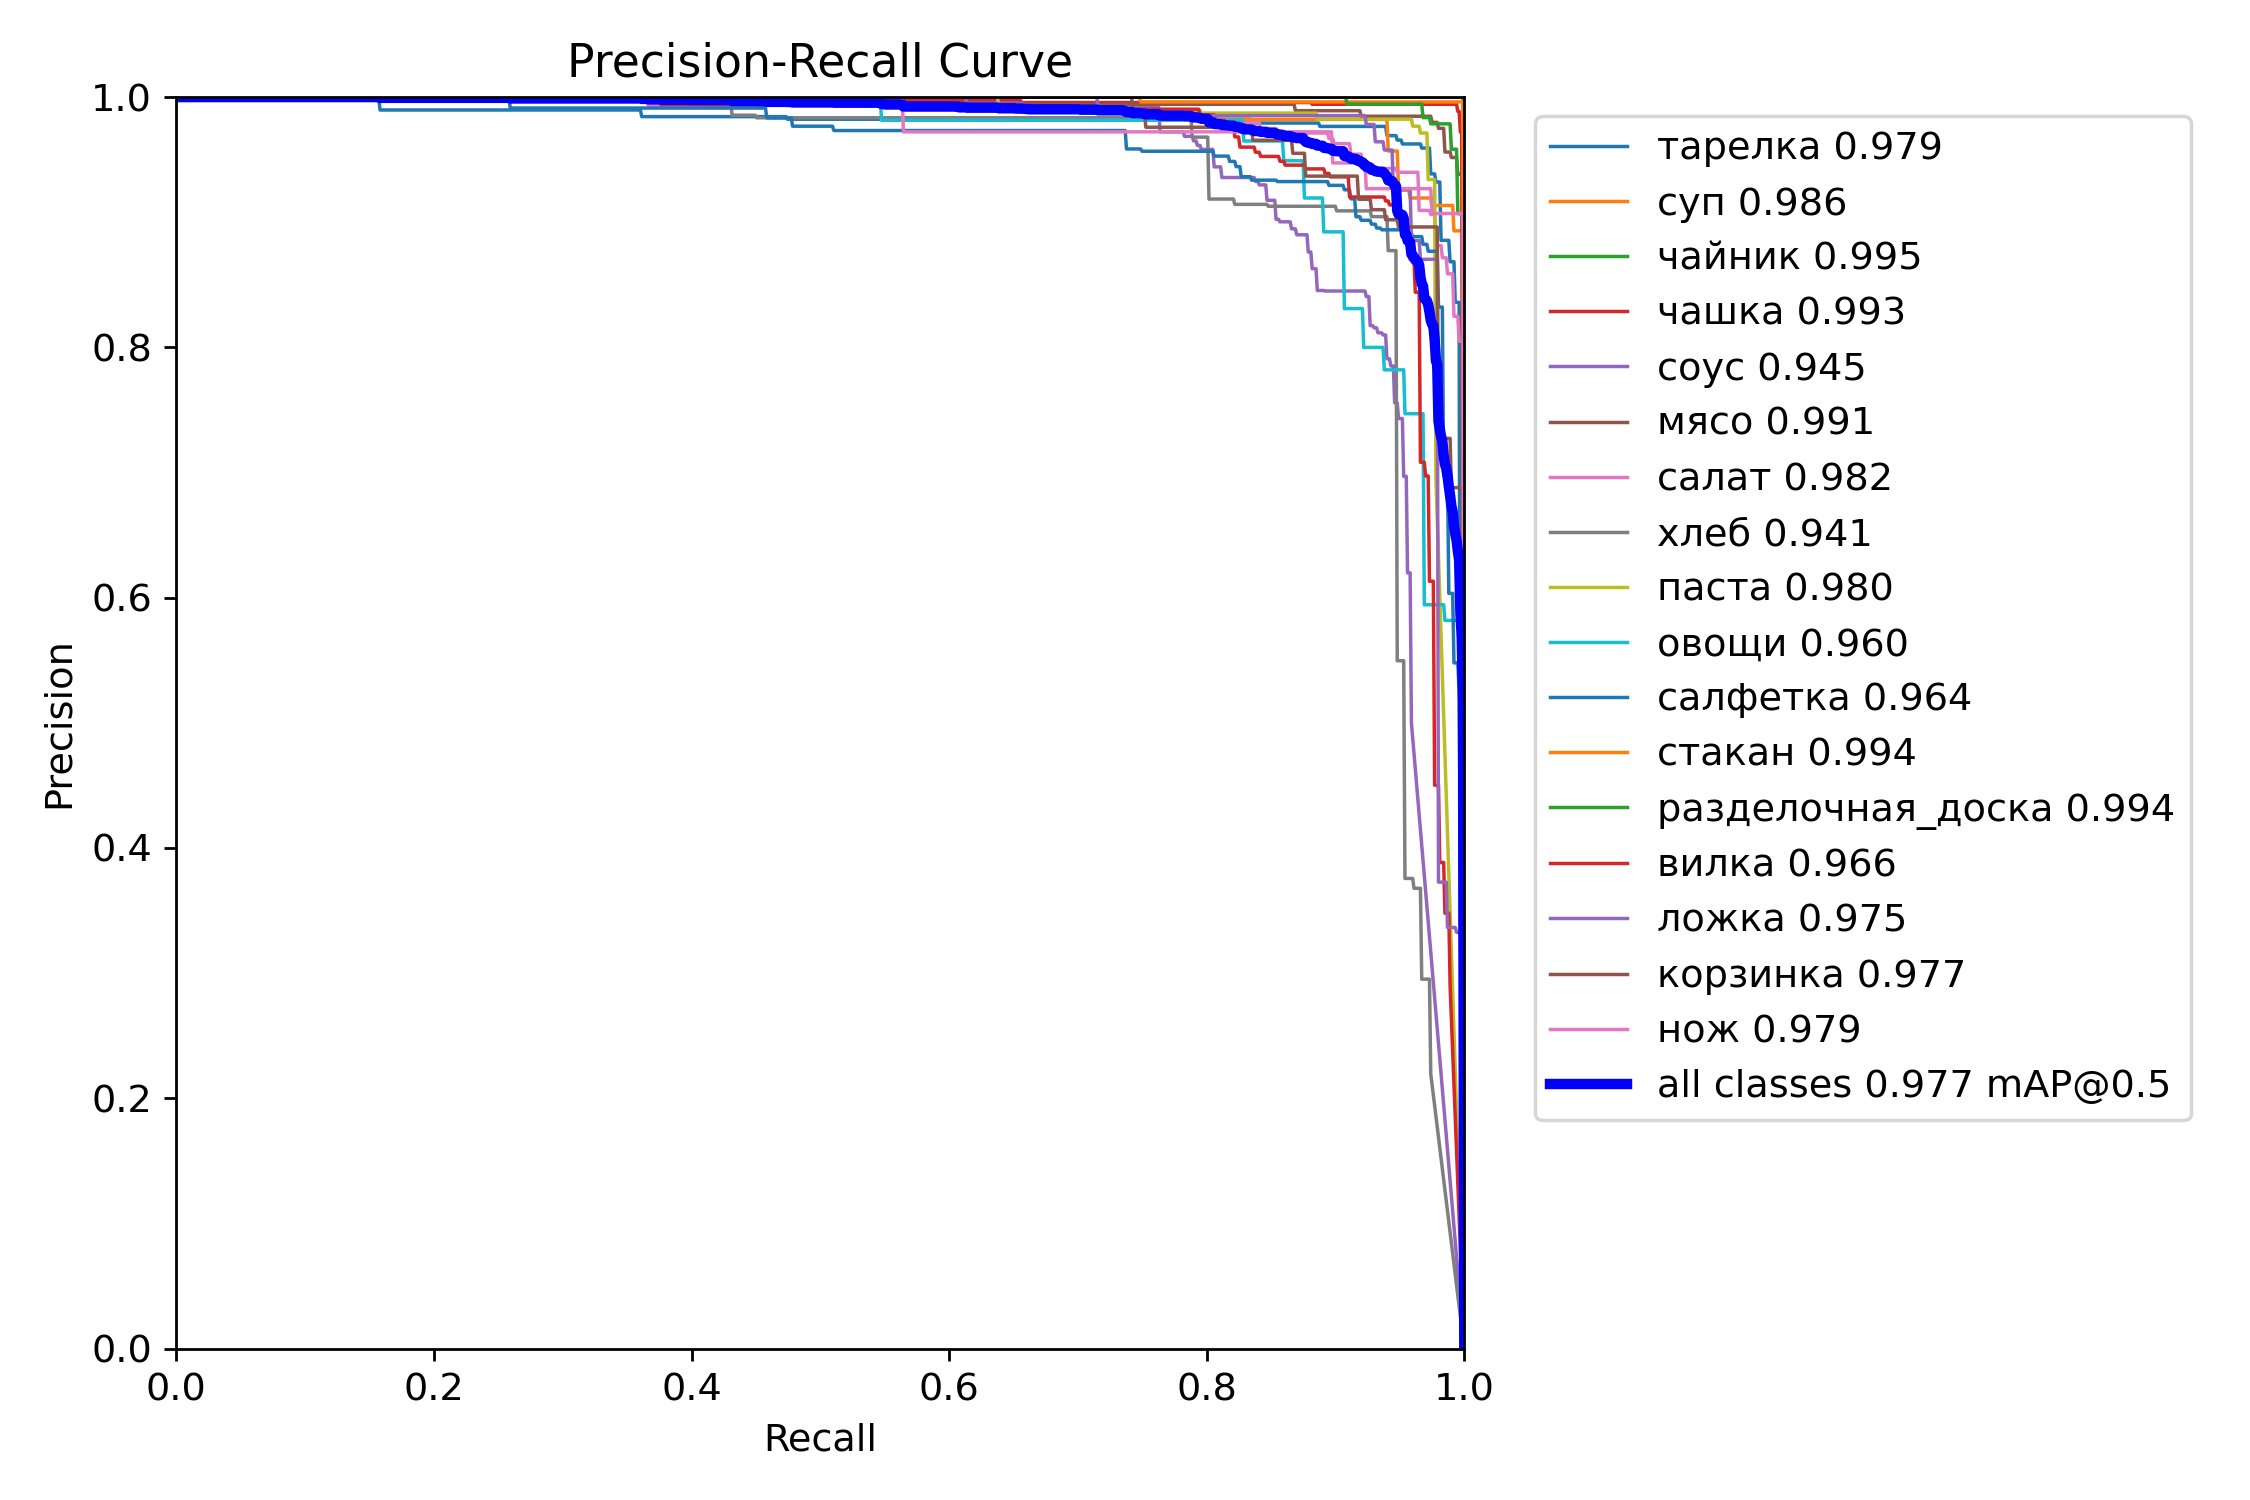 Precision-Recall Curve
1.0
0.8
0.6
0.4
0.2
0.0
Precision
0.0 0.2 0.4 0.6 0.8 1.0
Recall
тарелка 0.979
суп 0.986
чайник 0.995
чашка 0.993
соус 0.945
мясо 0.991
салат 0.982
хлеб 0.941
паста 0.980
овощи 0.960
салфетка 0.964
стакан 0.994
разделочная_доска 0.994
вилка 0.966
ложка 0.975
корзинка 0.977
нож 0.979
all classes 0.977 mAP@0.5